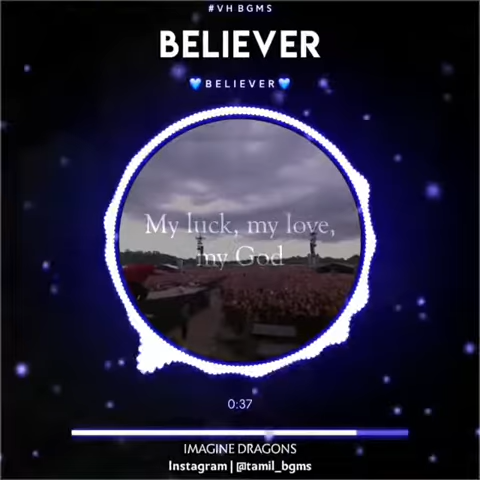 #VH BGMS
BELIEVER
💙BELIEVER💙
My luck, my love,
my God
0:37
IMAGINE DRAGONS
Instagram | @tamil_bgms